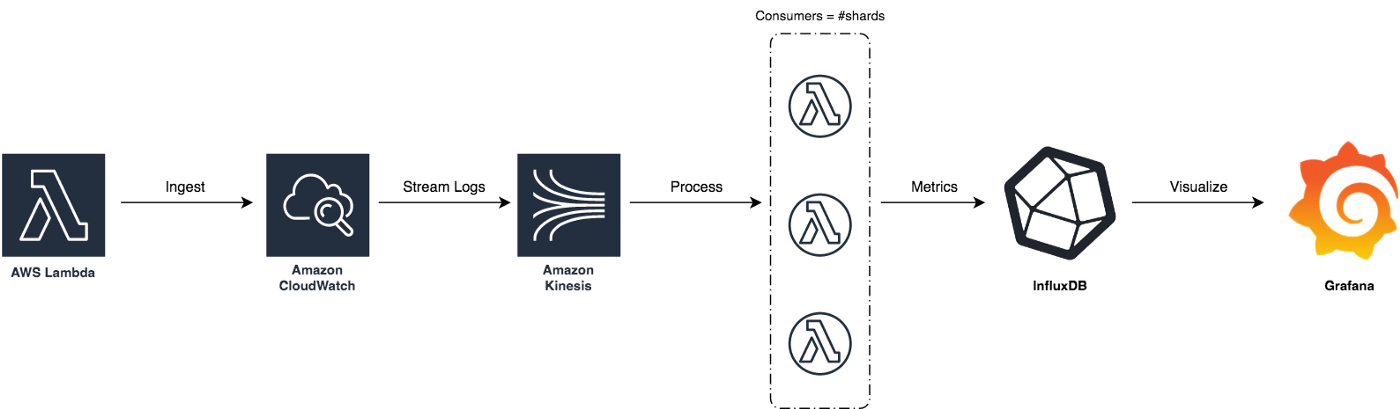 Consumers = #shards
Ingest
Stream Logs
Process
Metrics
Visualize
AWS Lambda
Amazon
CloudWatch
Amazon
Kinesis
InfluxDB
Grafana